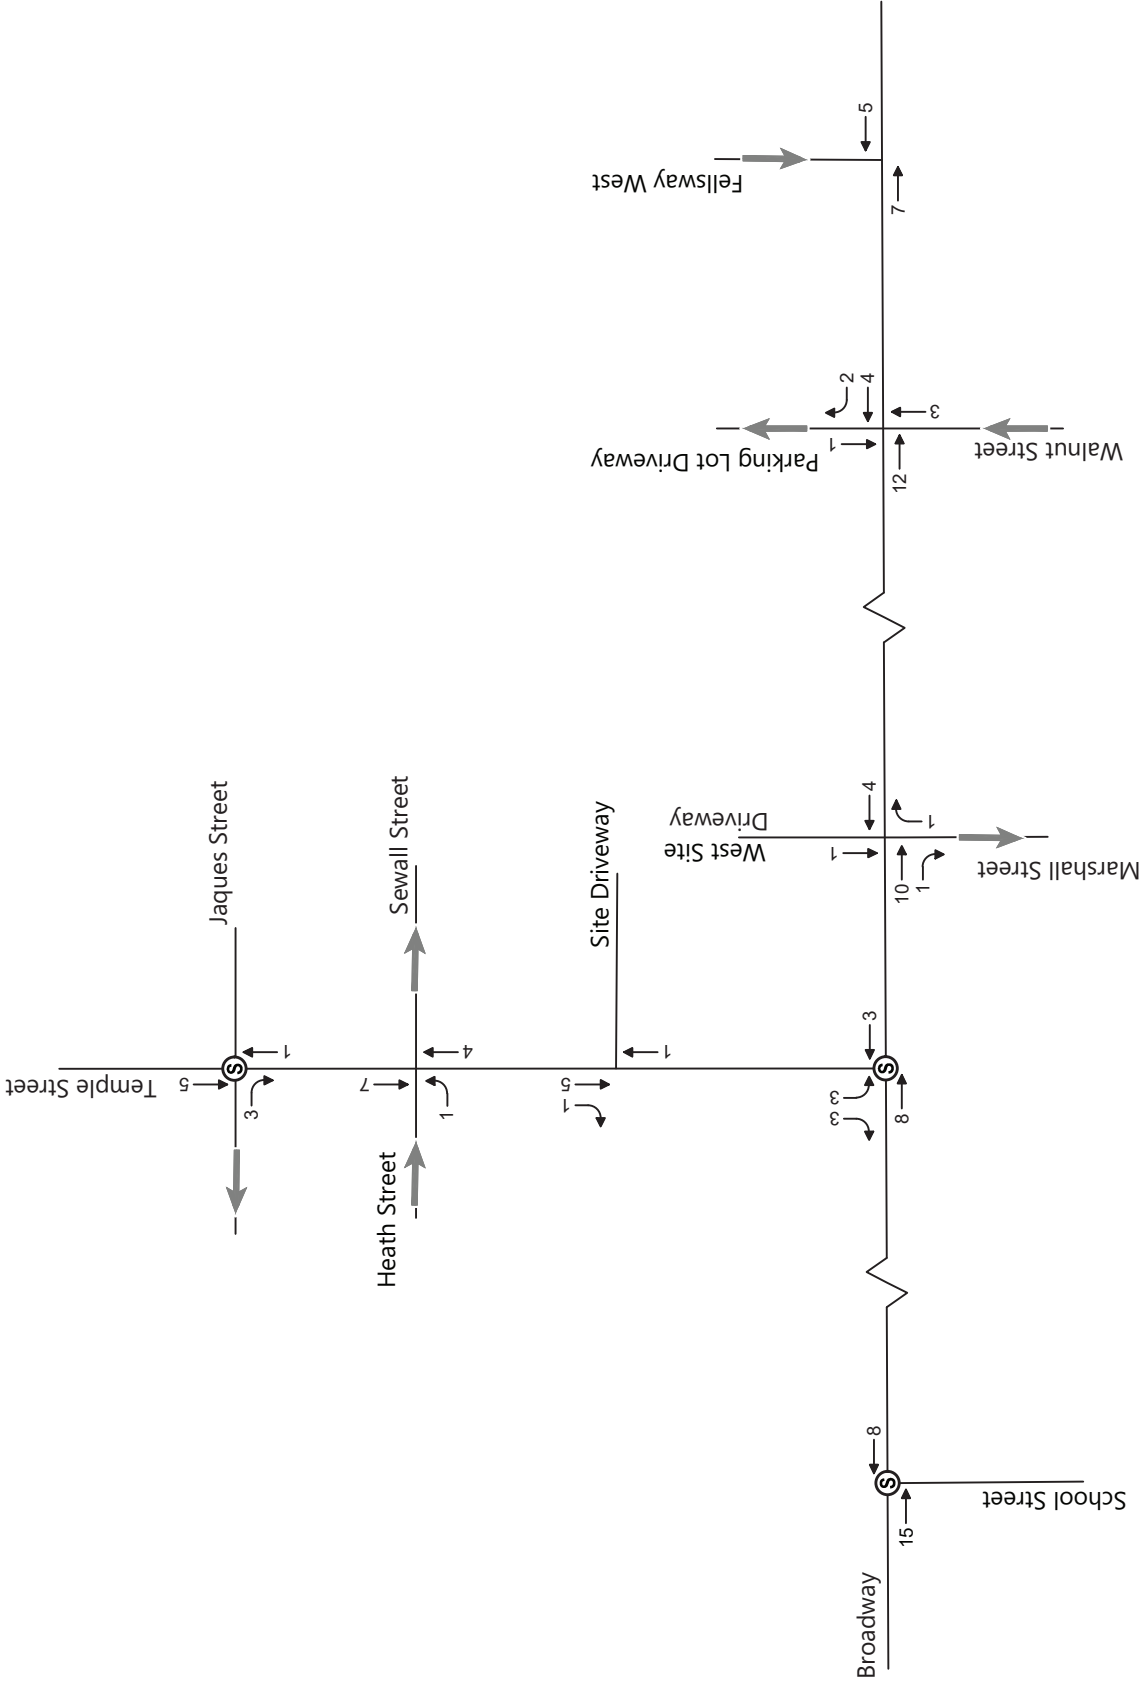 5
Fellsway West
7
2
4
1
3
Parking Lot Driveway
12
Walnut Street
Jaques Street
Sewall Street
Site Driveway
West Site
Driveway
4
1
1
10
1
Marshall Street
Temple Street
5
S
1
3
7
4
1
5
1
1
3
3
3
S
8
Heath Street
8
S
15
School Street
Broadway